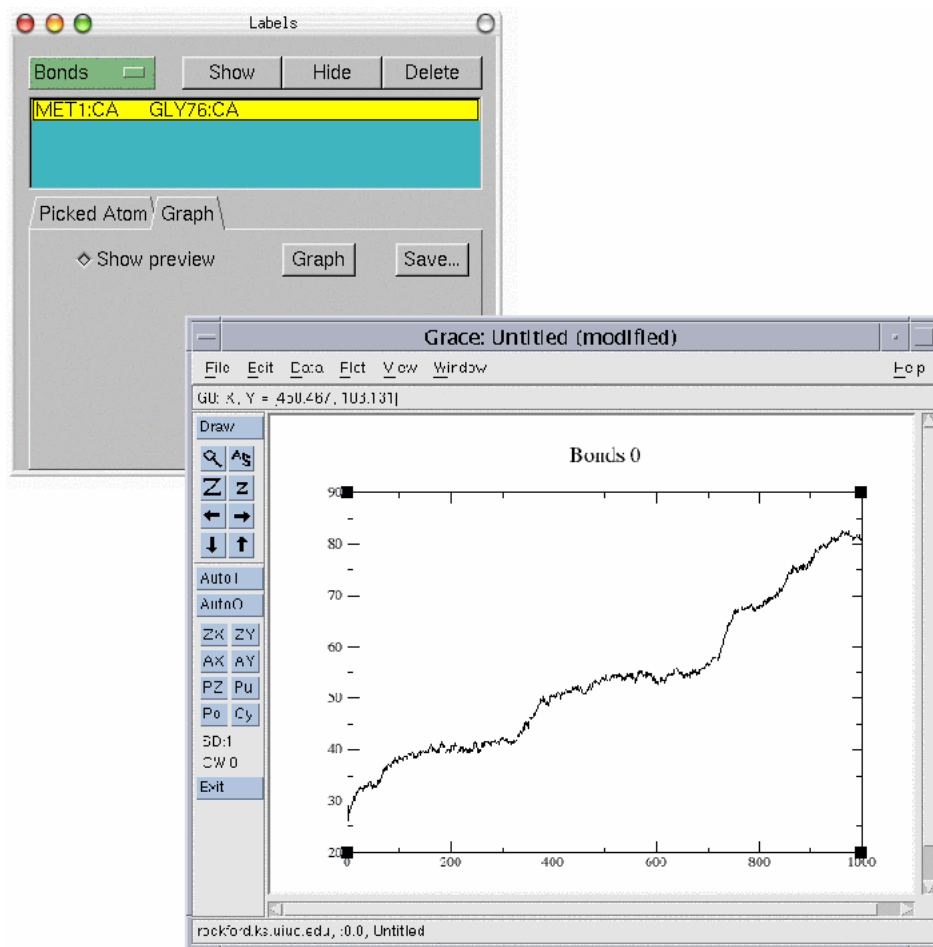 Labels
Bonds Show Hide Delete
MET1:CA GLY76:CA
Picked Atom Graph
Show preview Graph Save...
Grace: Untitled (modified)
File Edit Data Plot View Window Help
G0: X, Y =
Draw
AS
Z z
AutoT
AutoO
ZX ZY
AX AY
PZ Pu
Po Cy
SD:1
CW:0
Exit
Bonds 0
90
80
70
60
50
40
30
20
0 200 400 600 800 1000
rockford.ks.uiuc.edu, :0.0, Untitled